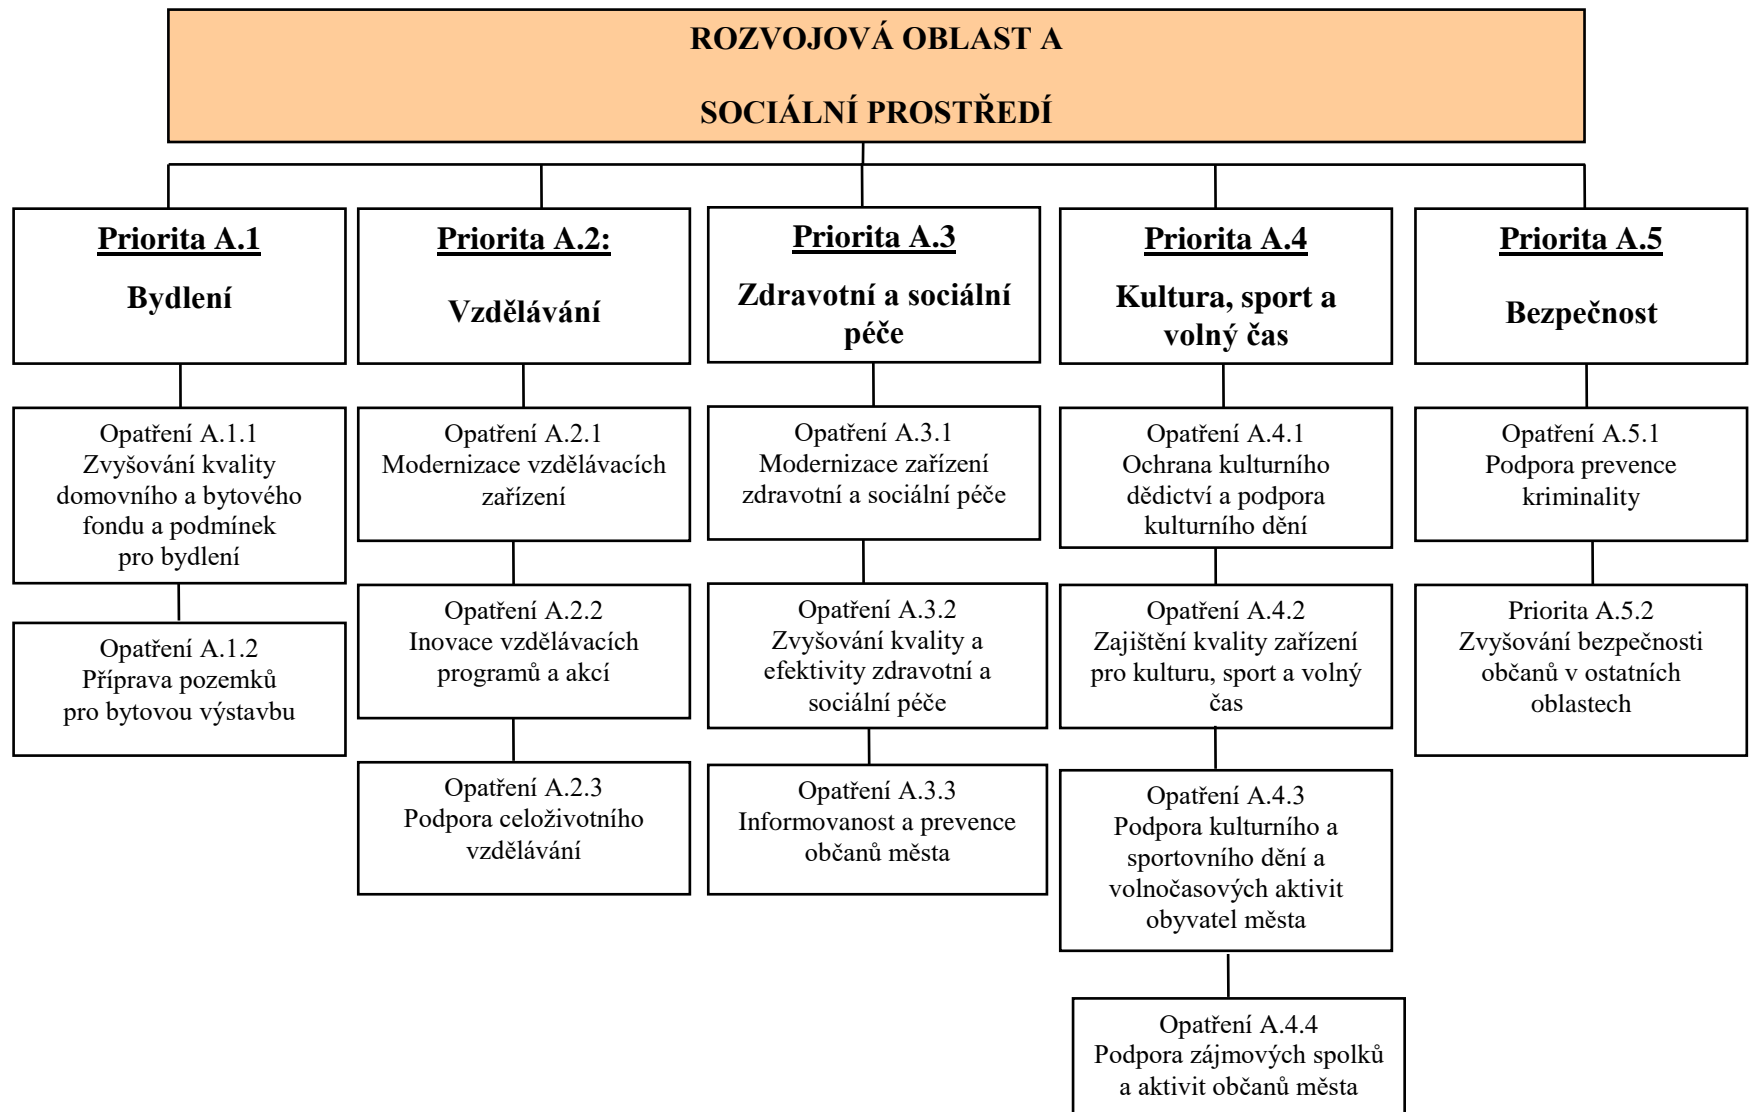 ROZVOJOVÁ OBLAST A
SOCIÁLNÍ PROSTŘEDÍ
Priorita A.1
Bydlení
Priorita A.2:
Vzdělávání
Priorita A.3
Zdravotní a sociální
péče
Priorita A.4
Kultura, sport a
volný čas
Priorita A.5
Bezpečnost
Opatření A.1.1
Zvyšování kvality
domovního a bytového
fondu a podmínek
pro bydlení
Opatření A.1.2
Příprava pozemků
pro bytovou výstavbu
Opatření A.2.1
Modernizace vzdělávacích
zařízení
Opatření A.2.2
Inovace vzdělávacích
programů a akcí
Opatření A.2.3
Podpora celoživotního
vzdělávání
Opatření A.3.1
Modernizace zařízení
zdravotní a sociální péče
Opatření A.3.2
Zvyšování kvality a
efektivity zdravotní a
sociální péče
Opatření A.3.3
Informovanost a prevence
občanů města
Opatření A.4.1
Ochrana kulturního
dědictví a podpora
kulturního dění
Opatření A.4.2
Zajištění kvality zařízení
pro kulturu, sport a volný
čas
Opatření A.4.3
Podpora kulturního a
sportovního dění a
volnočasových aktivit
obyvatel města
Opatření A.4.4
Podpora zájmových spolků
a aktivit občanů města
Opatření A.5.1
Podpora prevence
kriminality
Priorita A.5.2
Zvyšování bezpečnosti
občanů v ostatních
oblastech